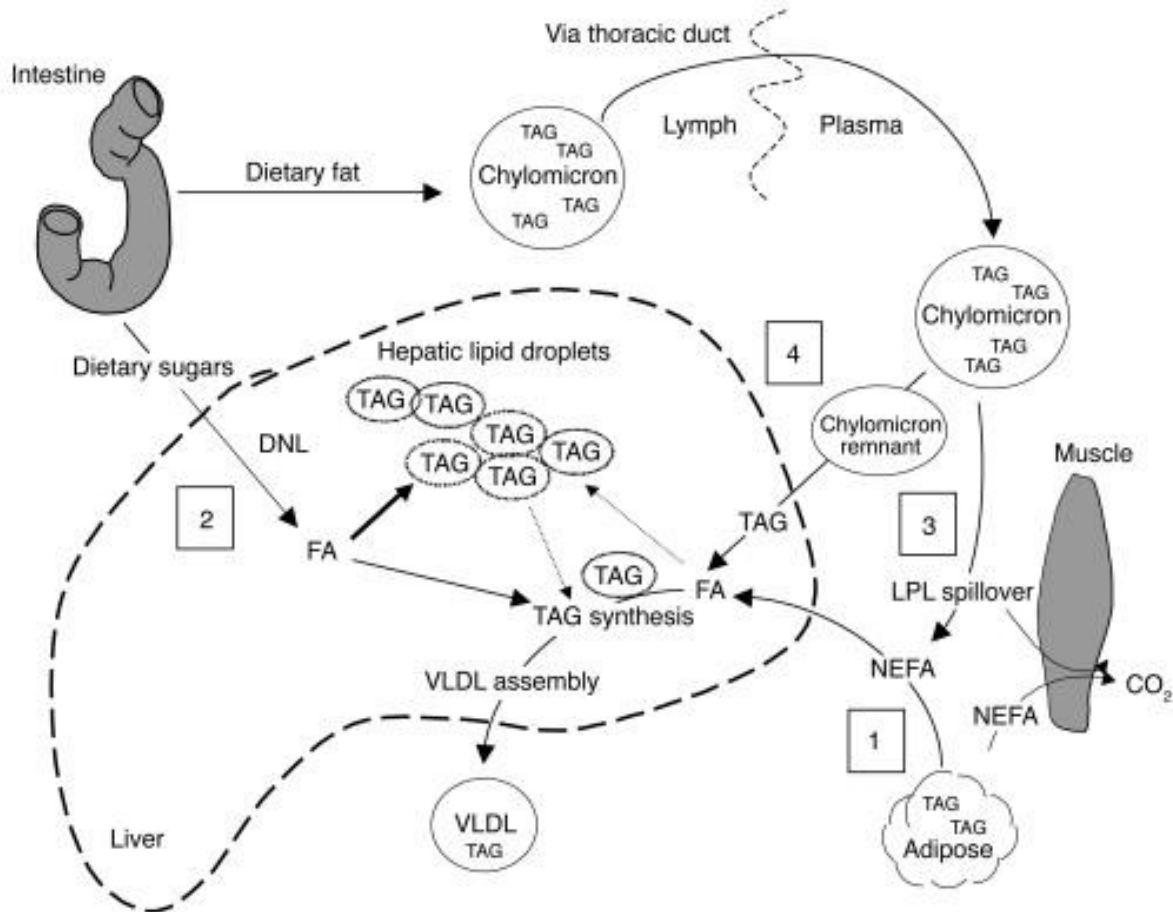 Via thoracic duct
Intestine
Lymph
Plasma
TAG
TAG
Chylomicron
TAG
TAG
Dietary fat
TAG
TAG
Chylomicron
TAG
TAG
Dietary sugars
Hepatic lipid droplets
4
TAG
TAG
TAG
TAG
TAG
TAG
Chylomicron
remnant
Muscle
DNL
2
TAG
3
FA
TAG
FA
LPL spillover
TAG synthesis
NEFA
VLDL assembly
CO₂
NEFA
1
TAG
TAG
Adipose
VLDL
TAG
Liver